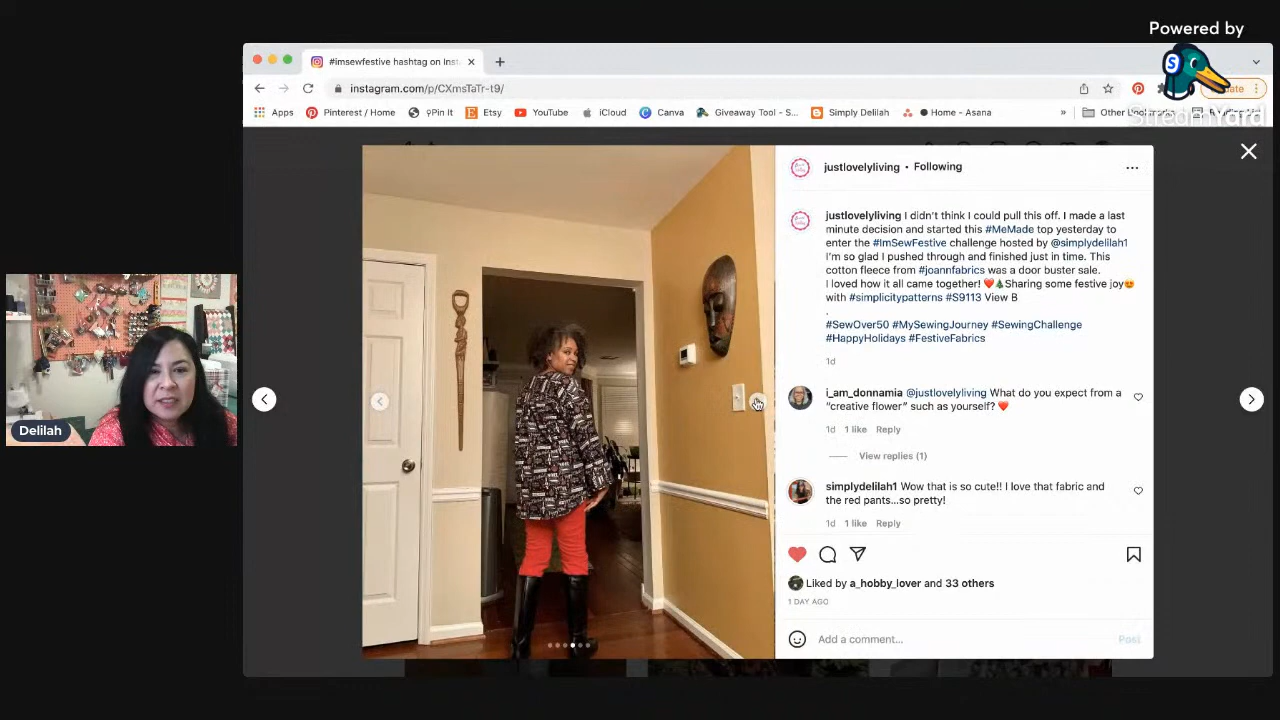 Powered by
StreamYard
#imsewfestive hashtag on Inst
instagram.com/p/CXmsTaTr-t9/
Apps
Pinterest / Home
Pin It
Etsy
YouTube
iCloud
Canva
Giveaway Tool - S...
Simply Delilah
Home - Asana
»
justlovelyliving • Following
justlovelyliving I didn't think I could pull this off. I made a last
minute decision and started this #MeMade top yesterday to
enter the #ImSewFestive challenge hosted by @simplydelilah1
I'm so glad I pushed through and finished just in time. This
cotton fleece from #joannfabrics was a door buster sale.
I loved how it all came together! ❤️🎄Sharing some festive joy😍
with #simplicitypatterns #S9113 View B
.
#SewOver50 #MySewingJourney #SewingChallenge
#HappyHolidays #FestiveFabrics
1d
i_am_donnamia @justlovelyliving What do you expect from a
"creative flower" such as yourself? ❤️
1d 1 like Reply
View replies (1)
simplydelilah1 Wow that is so cute!! I love that fabric and
the red pants...so pretty!
1d 1 like Reply
Liked by a_hobby_lover and 33 others
1 DAY AGO
Add a comment...
Post
Delilah